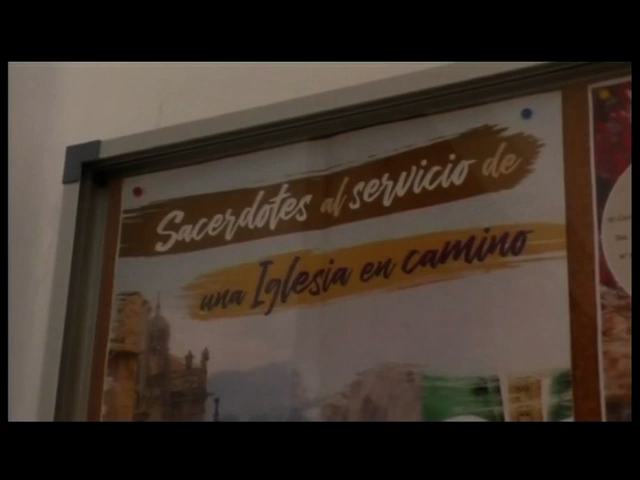 Sacerdotes al servicio de
una Iglesia en camino